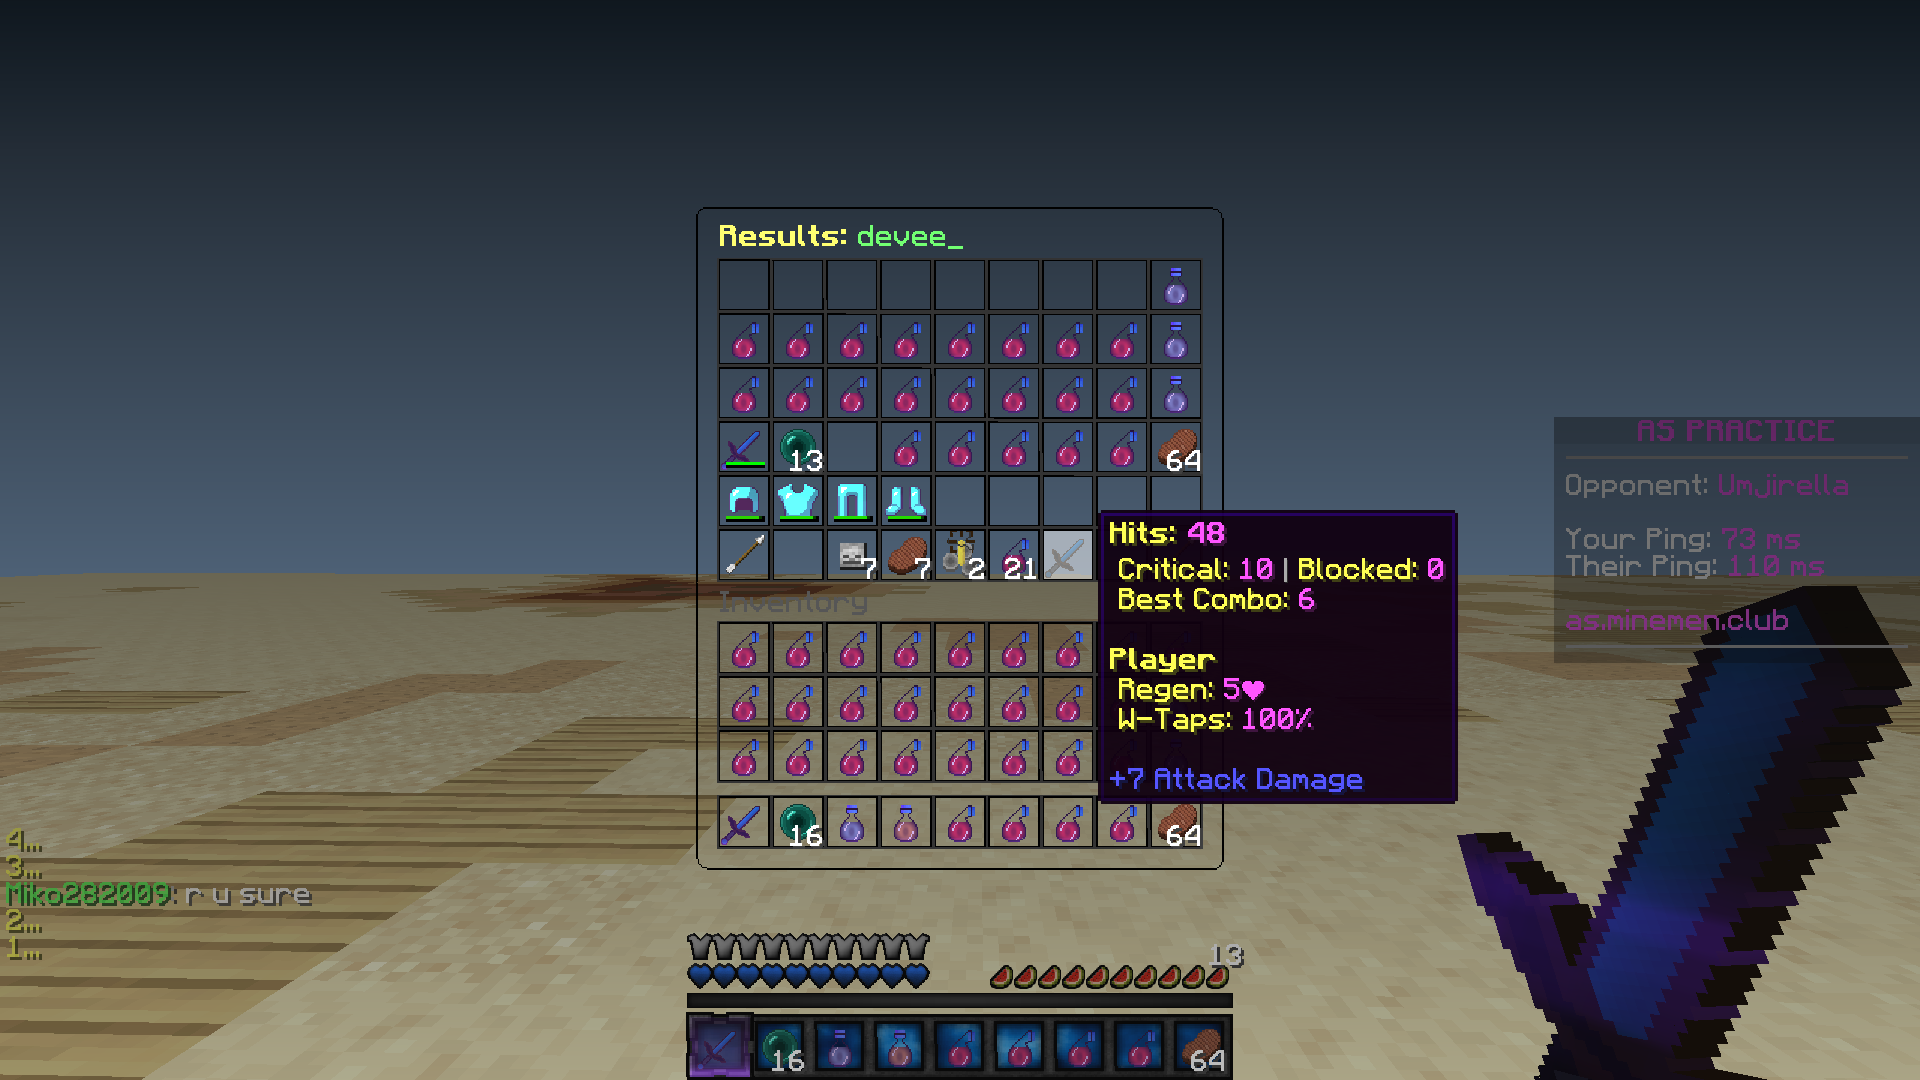 Results: devee_
13
64
7
7
2
21
Hits: 48
Critical: 10 | Blocked: 0
Best Combo: 6
Player
Regen: 5♥
W-Taps: 100%
+7 Attack Damage
Inventory
16
64
AS PRACTICE
Opponent: Umjirella
Your Ping: 73 ms
Their Ping: 110 ms
as.minemen.club
4...
3...
Miko282009: r u sure
2...
1...
13
16
64